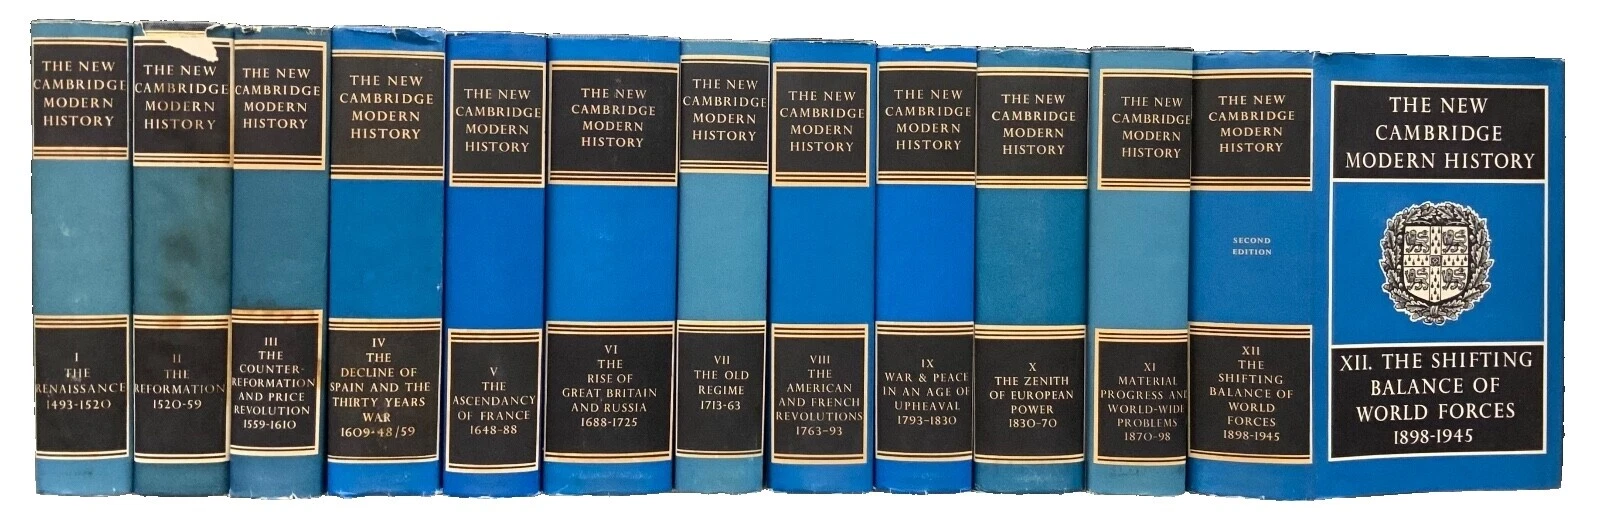 THE NEW
CAMBRIDGE
MODERN
HISTORY
I
THE
RENAISSANCE
1493-1520
THE NEW
CAMBRIDGE
MODERN
HISTORY
II
THE
REFORMATION
1520-59
THE NEW
CAMBRIDGE
MODERN
HISTORY
III
THE
COUNTER-
REFORMATION
AND PRICE
REVOLUTION
1559-1610
THE NEW
CAMBRIDGE
MODERN
HISTORY
IV
THE
DECLINE OF
SPAIN AND THE
THIRTY YEARS
WAR
1609-48/59
THE NEW
CAMBRIDGE
MODERN
HISTORY
V
THE
ASCENDANCY
OF FRANCE
1648-88
THE NEW
CAMBRIDGE
MODERN
HISTORY
VI
THE
RISE OF
GREAT BRITAIN
AND RUSSIA
1688-1725
THE NEW
CAMBRIDGE
MODERN
HISTORY
VII
THE OLD
REGIME
1713-63
THE NEW
CAMBRIDGE
MODERN
HISTORY
VIII
THE
AMERICAN
AND FRENCH
REVOLUTIONS
1763-93
THE NEW
CAMBRIDGE
MODERN
HISTORY
IX
WAR & PEACE
IN AN AGE OF
UPHEAVAL
1793-1830
THE NEW
CAMBRIDGE
MODERN
HISTORY
X
THE ZENITH
OF EUROPEAN
POWER
1830-70
THE NEW
CAMBRIDGE
MODERN
HISTORY
XI
MATERIAL
PROGRESS AND
WORLD-WIDE
PROBLEMS
1870-98
THE NEW
CAMBRIDGE
MODERN
HISTORY
SECOND
EDITION
XII
THE
SHIFTING
BALANCE OF
WORLD
FORCES
1898-1945
THE NEW
CAMBRIDGE
MODERN HISTORY
XII. THE SHIFTING
BALANCE OF
WORLD FORCES
1898-1945